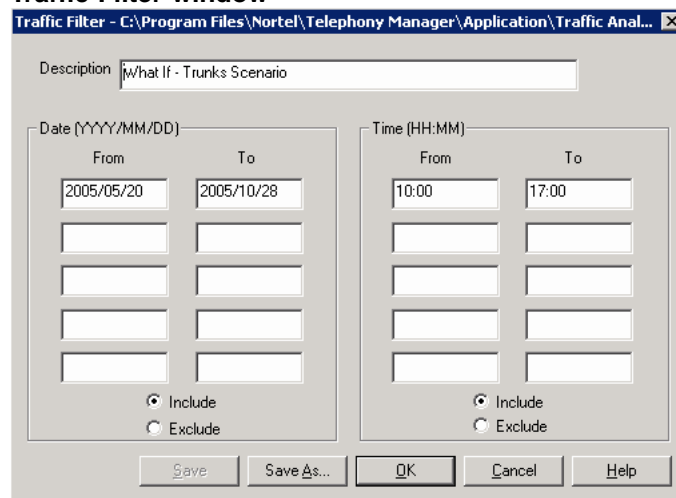 Traffic Filter window
Traffic Filter - C:\Program Files\Nortel\Telephony Manager\Application\Traffic Anal...
Description What If - Trunks Scenario
Date (YYYY/MM/DD)
From To
2005/05/20 2005/10/28
Include
Exclude
Time (HH:MM)
From To
10:00 17:00
Include
Exclude
Save Save As... OK Cancel Help